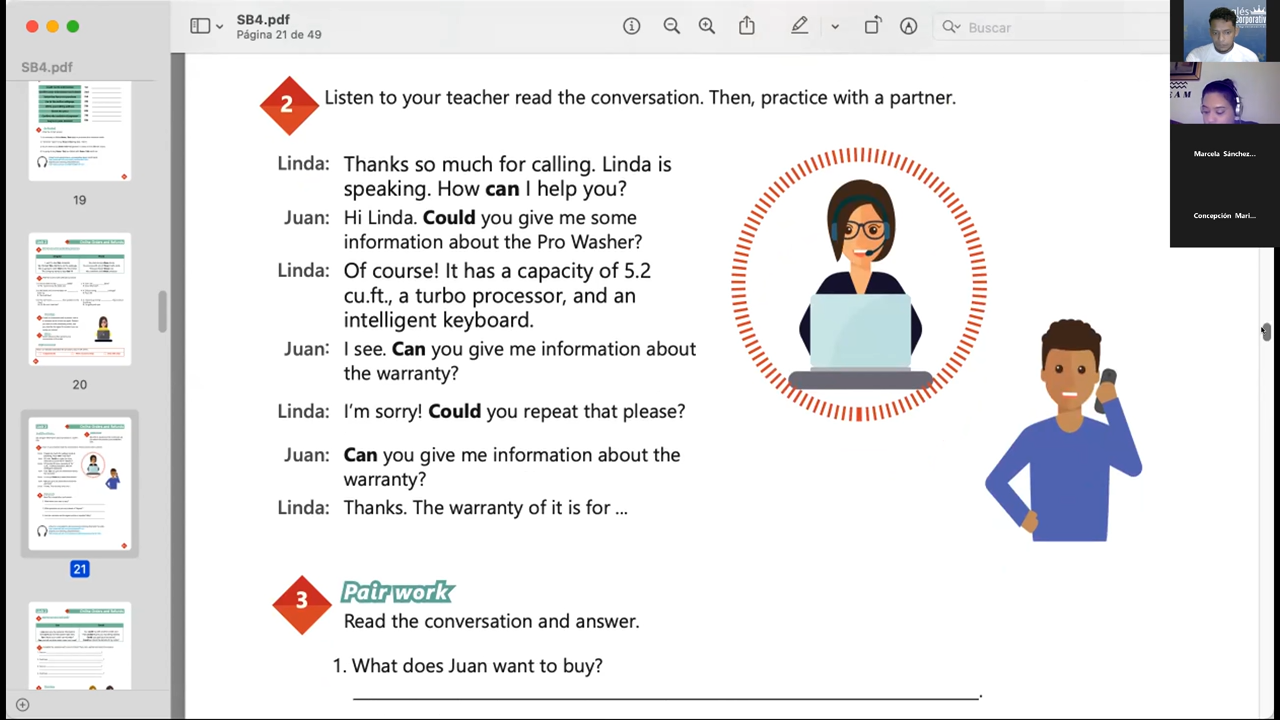 SB4.pdf
Página 21 de 49
Buscar
SB4.pdf
19
20
21
2
Listen to your teacher read the conversation. Then, practice with a partner.
Linda: Thanks so much for calling. Linda is
speaking. How can I help you?
Juan: Hi Linda. Could you give me some
information about the Pro Washer?
Linda: Of course! It has a capacity of 5.2
cu.ft., a turbo processor, and an
intelligent keyboard.
Juan: I see. Can you give me information about
the warranty?
Linda: I'm sorry! Could you repeat that please?
Juan: Can you give me information about the
warranty?
Linda: Thanks. The warranty of it is for ...
3
Pair work
Read the conversation and answer.
1. What does Juan want to buy?
Marcela Sánchez...
Concepción Mari...